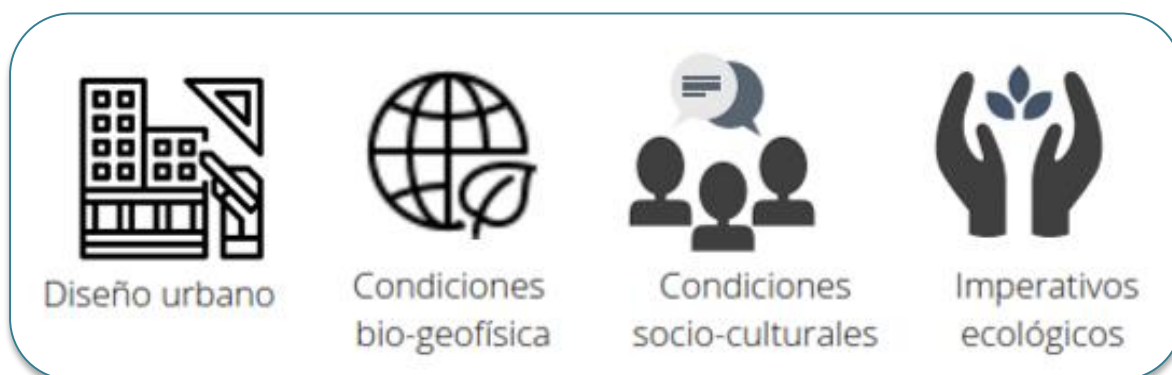 Diseño urbano
Condiciones
bio-geofísica
Condiciones
socio-culturales
Imperativos
ecológicos